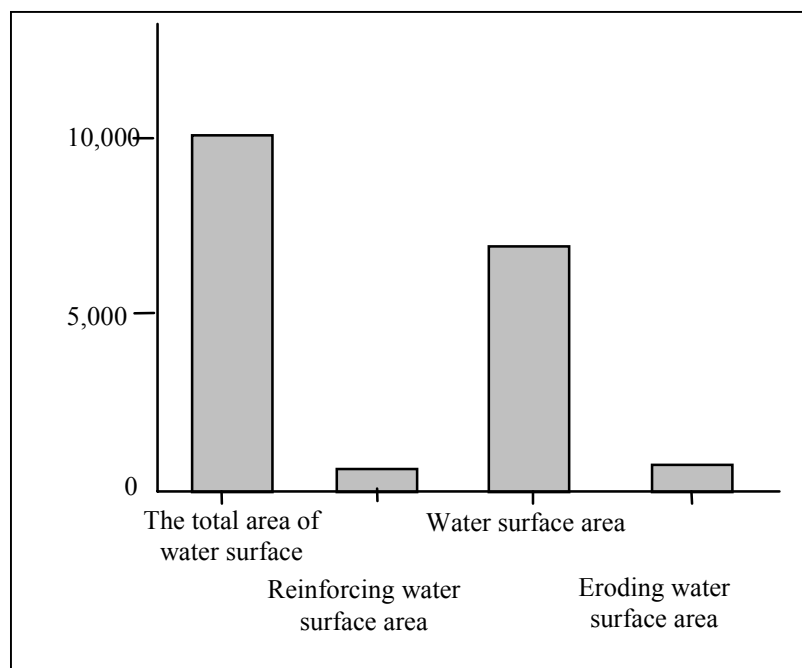 10,000
5,000
0
The total area of
water surface
Water surface area
Reinforcing water
surface area
Eroding water
surface area